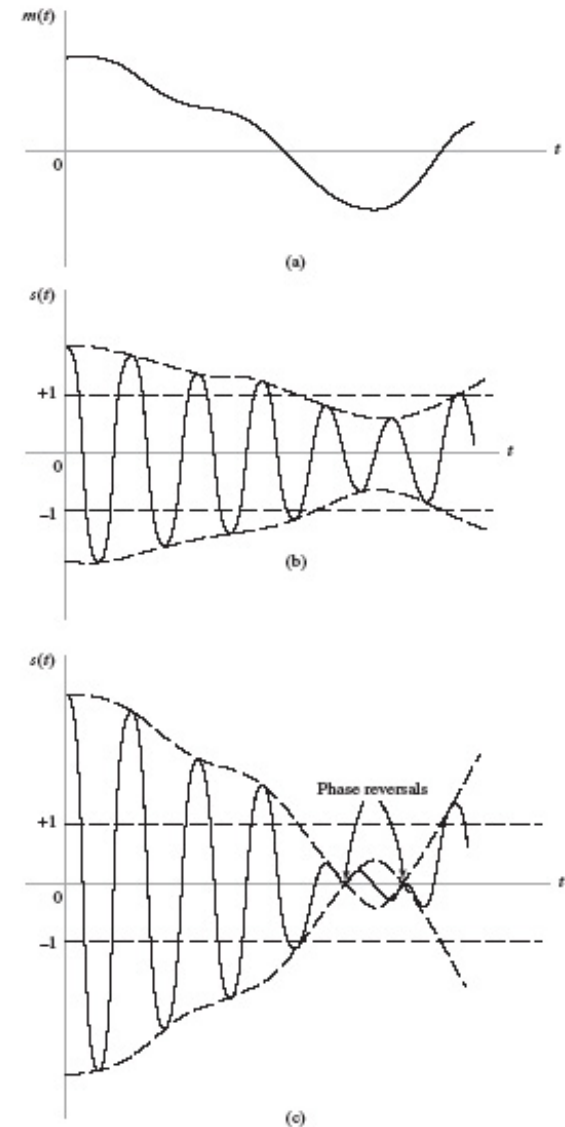 m(t)
t
0
(a)
s(t)
+1
t
0
–1
(b)
s(t)
Phase reversals
+1
t
0
–1
(c)